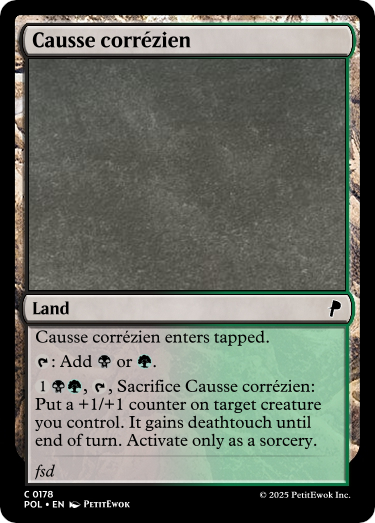 Causse corrézien
Land
Causse corrézien enters tapped.
: Add or .
1 , , Sacrifice Causse corrézien:
Put a +1/+1 counter on target creature
you control. It gains deathtouch until
end of turn. Activate only as a sorcery.
fsd
C 0178
POL • EN PetitEwok
© 2025 PetitEwok Inc.